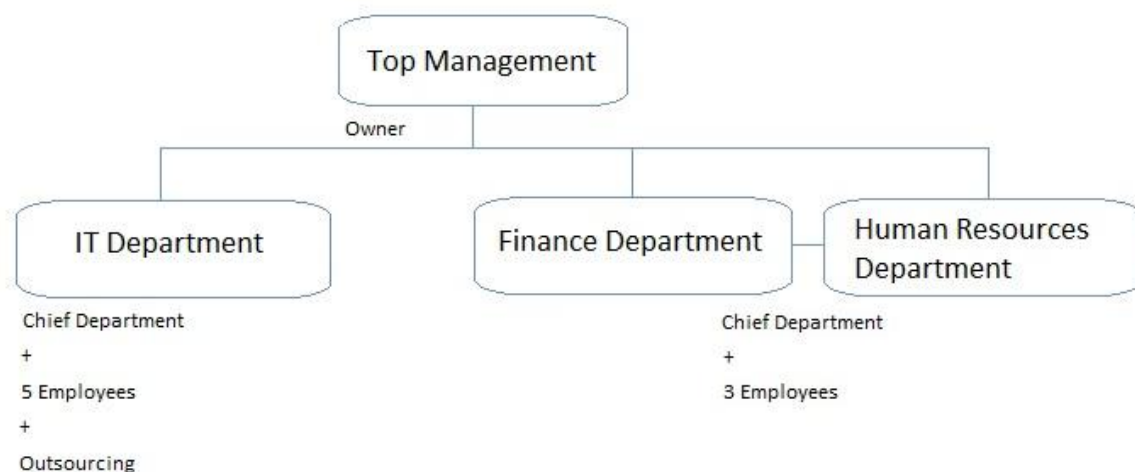 Top Management
Owner
IT Department
Finance Department
Human Resources
Department
Chief Department
+
5 Employees
+
Outsourcing
Chief Department
+
3 Employees